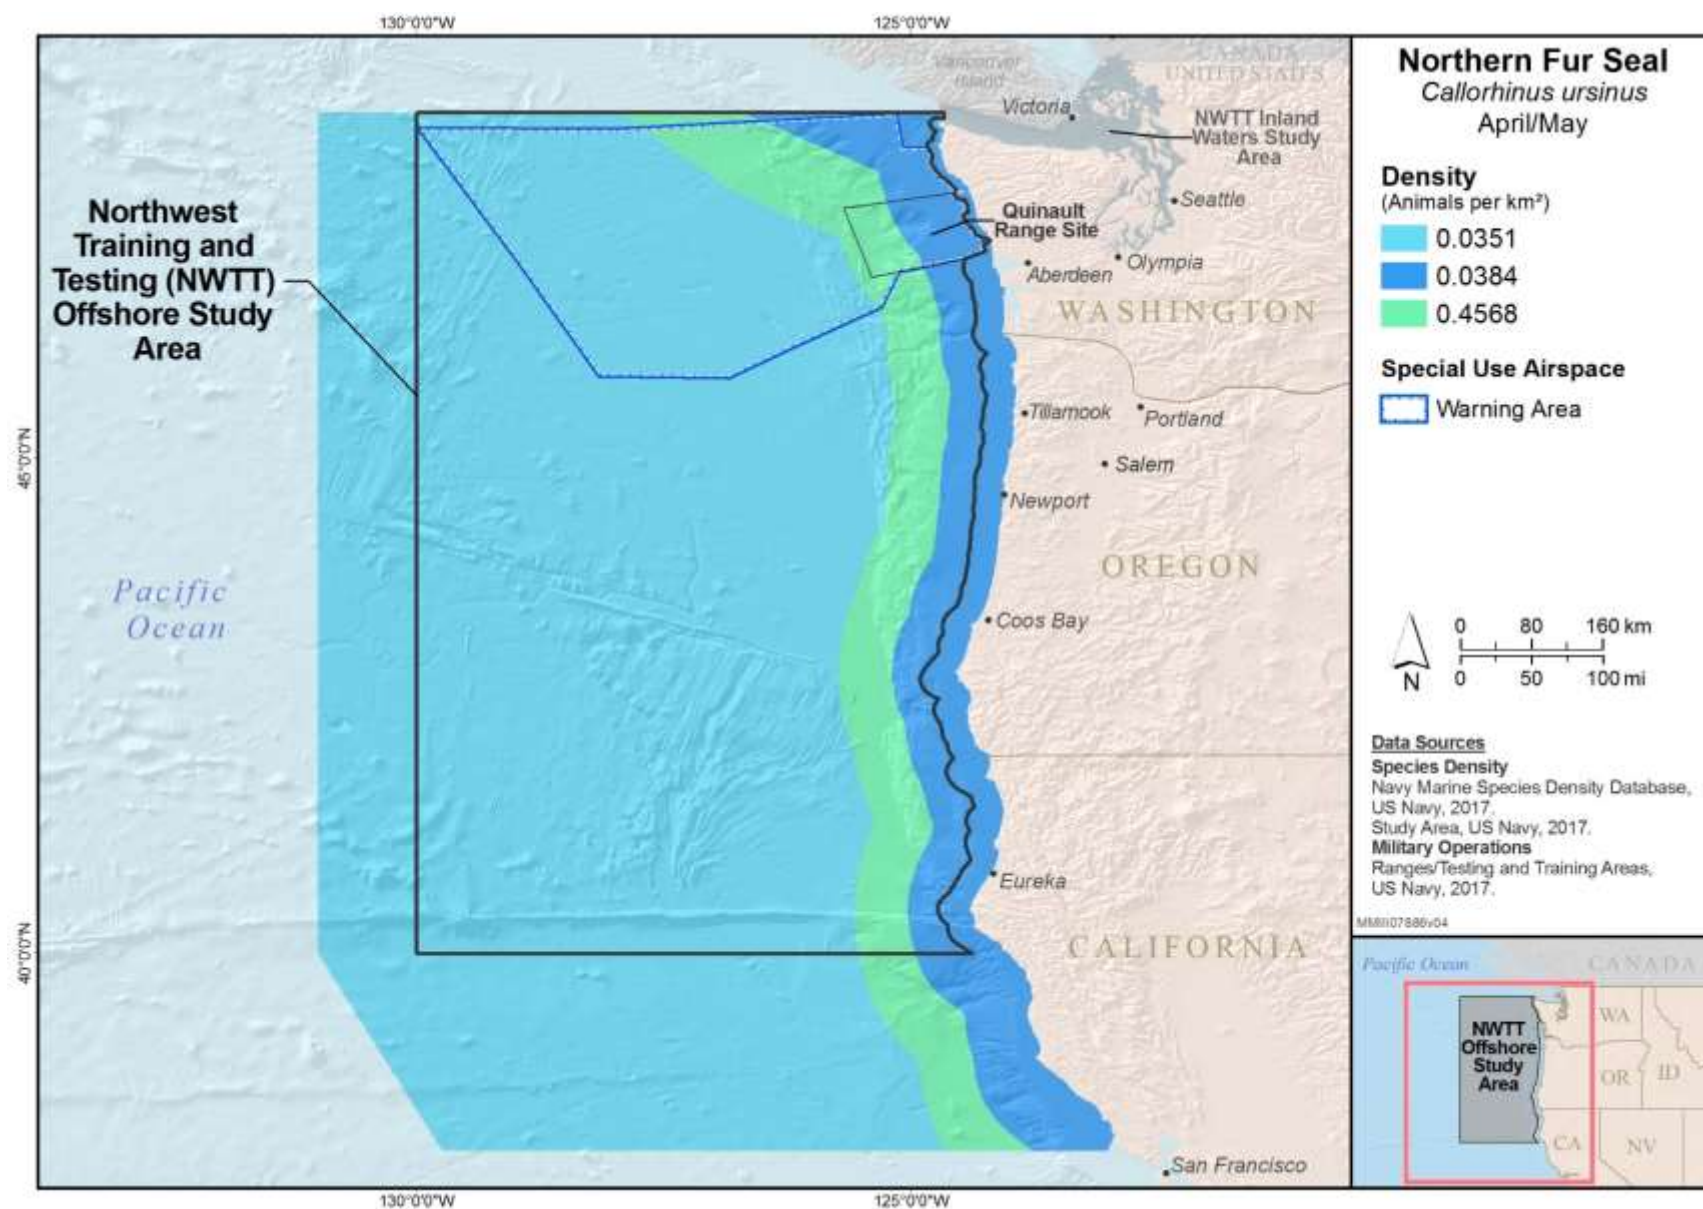 130°0'0"W
125°0'0"W
Northern Fur Seal
Callorhinus ursinus
April/May
Density
(Animals per km²)
0.0351
0.0384
0.4568
Special Use Airspace
Warning Area
0 80 160 km
0 50 100 mi
N
Data Sources
Species Density
Navy Marine Species Density Database,
US Navy, 2017.
Study Area, US Navy, 2017.
Military Operations
Ranges/Testing and Training Areas,
US Navy, 2017.
CANADA
UNITED STATES
Vancouver
Island
Victoria
NWTT Inland
Waters Study
Area
Seattle
Northwest
Training and
Testing (NWTT)
Offshore Study
Area
Quinault
Range Site
Olympia
Aberdeen
WASHINGTON
Tillamook
Portland
45°0'0"N
Salem
Newport
OREGON
Pacific
Ocean
Coos Bay
Eureka
40°0'0"N
CALIFORNIA
San Francisco
130°0'0"W
125°0'0"W
Pacific Ocean
CANADA
NWTT
Offshore
Study
Area
WA
OR
ID
CA
NV